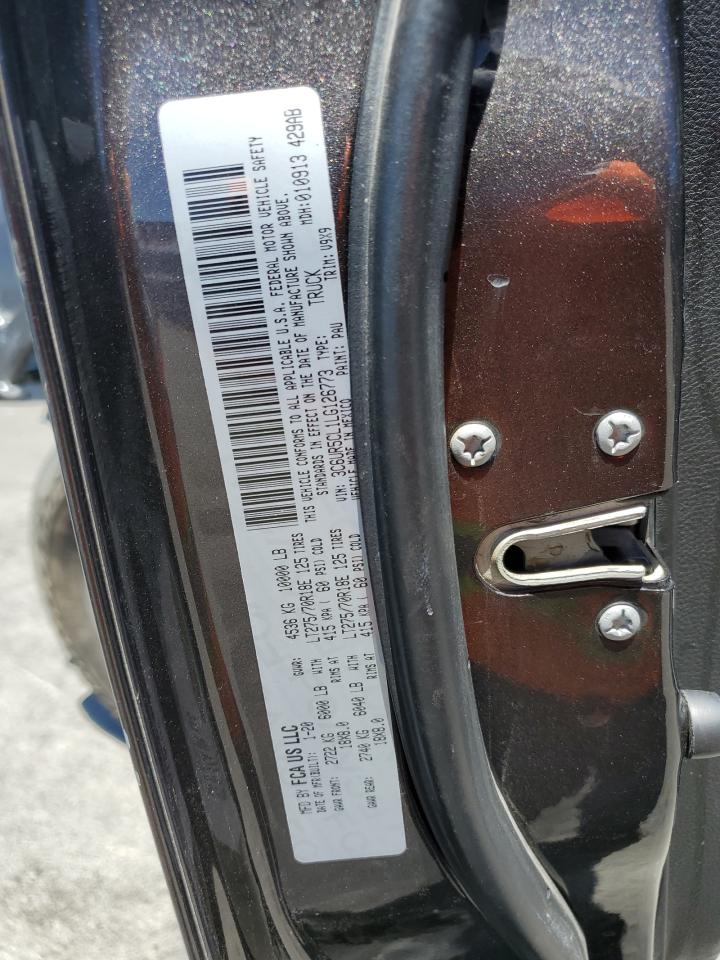 MFD BY FCA US LLC
DATE OF MFR(BUILT): 1-20 GVWR: 4536 KG 10000 LB
GWR FRONT: 2722 KG 6000 LB WITH LT275/70R18E 125 TIRES
18X8.0 RIMS AT 415 KPA ( 60 PSI) COLD
GWR REAR: 2740 KG 6040 LB WITH LT275/70R18E 125 TIRES
18X8.0 RIMS AT 415 KPA ( 60 PSI) COLD
THIS VEHICLE CONFORMS TO ALL APPLICABLE U.S.A. FEDERAL MOTOR VEHICLE SAFETY
STANDARDS IN EFFECT ON THE DATE OF MANUFACTURE SHOWN ABOVE.
VIN: 3C6UR5CL1LG126773 TYPE: TRUCK MDH:010913 429AB
VEHICLE MADE IN MEXICO PAINT: PAU TRIM: V9X9